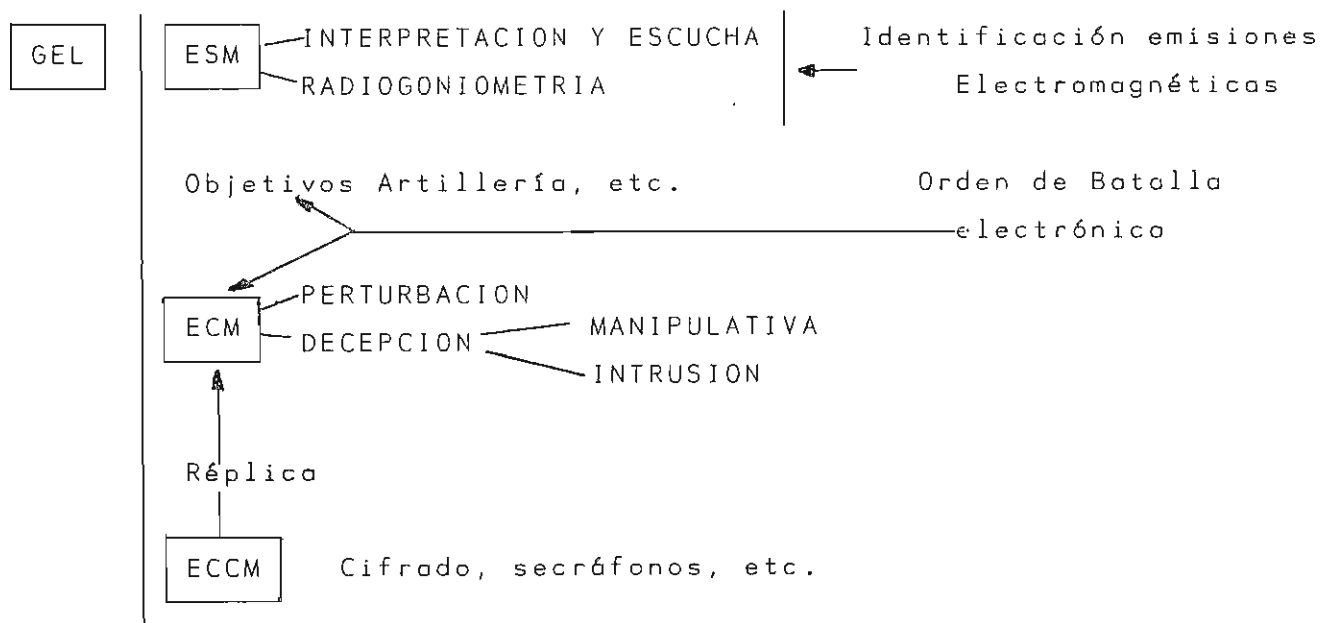 GEL
ESM
INTERPRETACION Y ESCUCHA
RADIOGONIOMETRIA
Identificación emisiones
Electromagnéticas
Objetivos Artillería, etc.
Orden de Batalla
electrónica
ECM
PERTURBACION
DECEPCION
MANIPULATIVA
INTRUSION
Réplica
ECCM
Cifrado, secráfonos, etc.